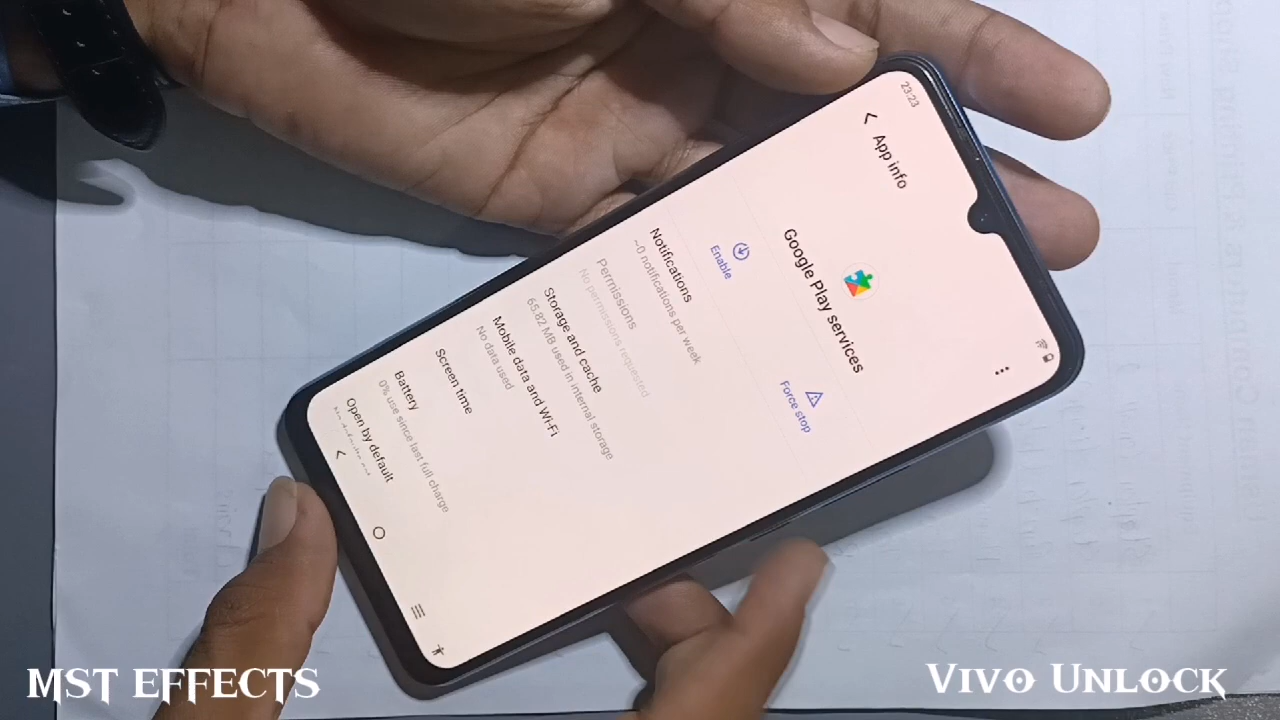 23:23
App info
Google Play services
Enable
Force stop
Notifications
~0 notifications per week
Permissions
No permissions requested
Storage and cache
65.82 MB used in internal storage
Mobile data and Wi-Fi
No data used
Screen time
Battery
0% use since last full charge
Open by default
MST EFFECTS
VIVO UNLOCK